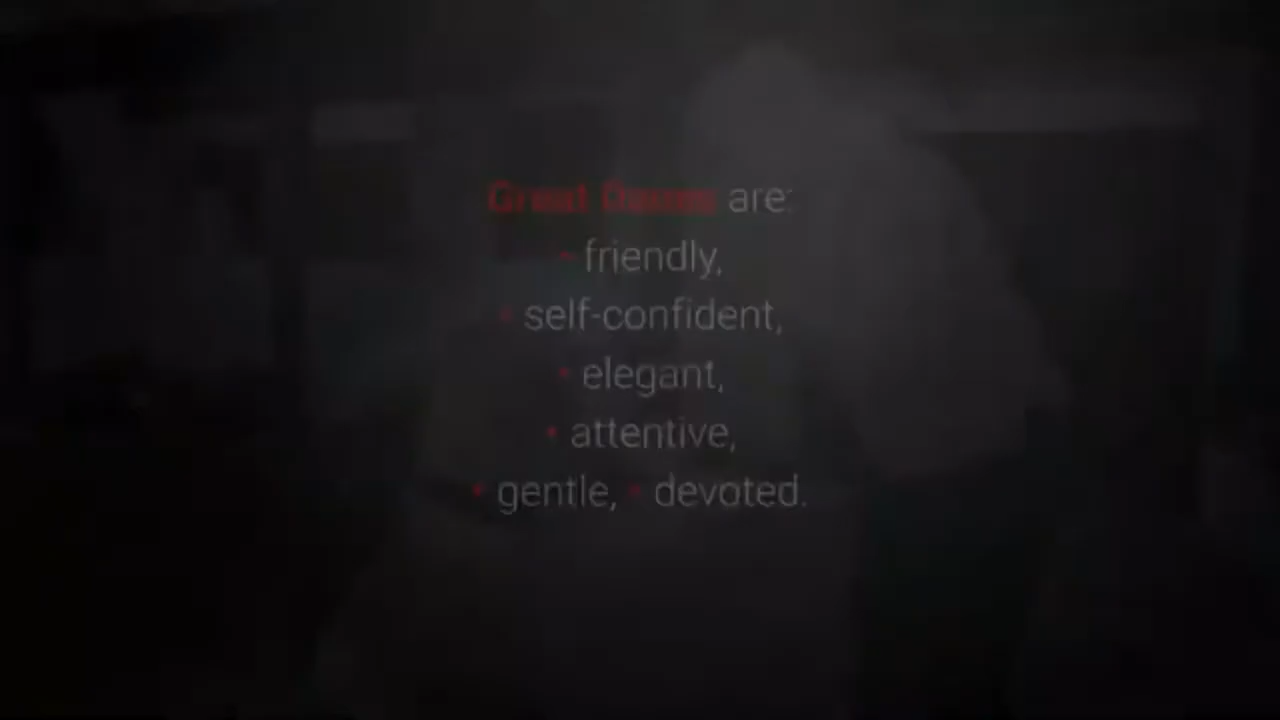 Great Danes are:
• friendly,
• self-confident,
• elegant,
• attentive,
• gentle, • devoted.